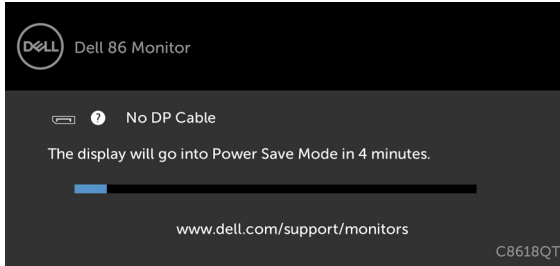 DELL
Dell 86 Monitor
? No DP Cable
The display will go into Power Save Mode in 4 minutes.
www.dell.com/support/monitors
C8618QT